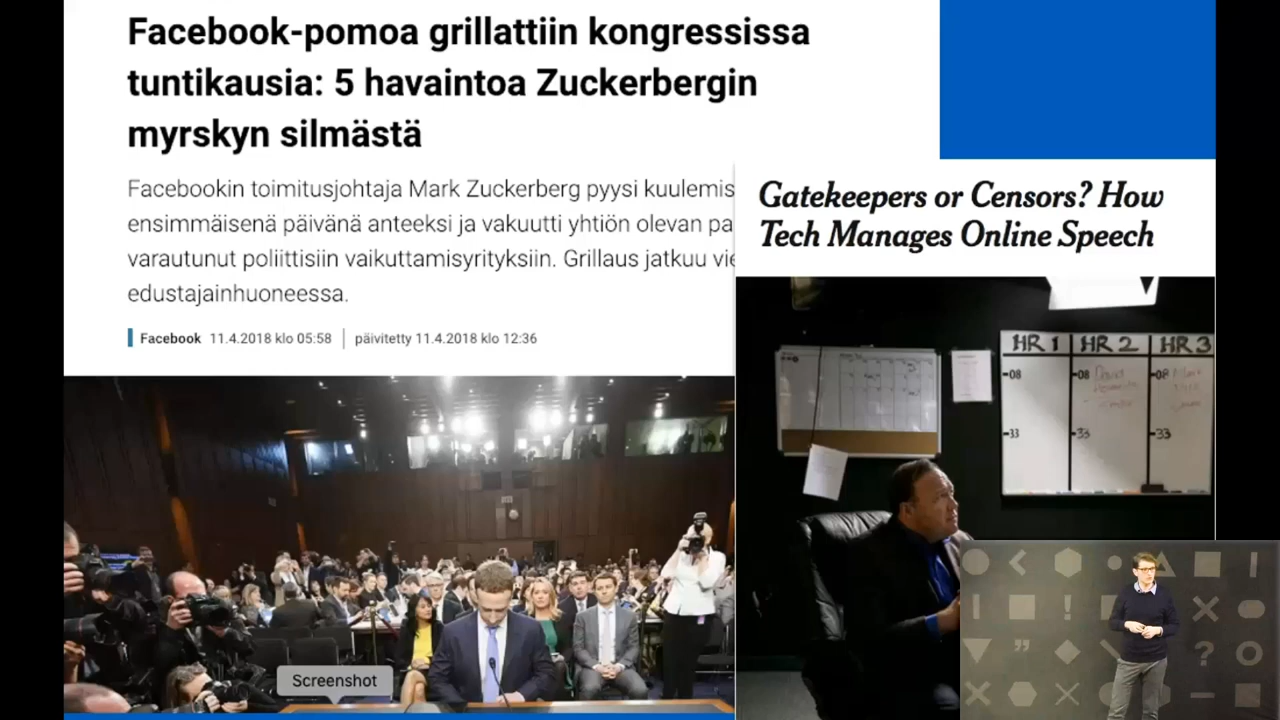 Facebook-pomoa grillattiin kongressissa
tuntikausia: 5 havaintoa Zuckerbergin
myrskyn silmästä
Facebookin toimitusjohtaja Mark Zuckerberg pyysi kuulemis
ensimmäisenä päivänä anteeksi ja vakuutti yhtiön olevan pa
varautunut poliittisiin vaikuttamisyrityksiin. Grillaus jatkuu vie
edustajainhuoneessa.
Facebook 11.4.2018 klo 05:58 päivitetty 11.4.2018 klo 12:36
Gatekeepers or Censors? How
Tech Manages Online Speech
HR 1 HR 2 HR 3
08 08 David 08
33 33 33
Screenshot